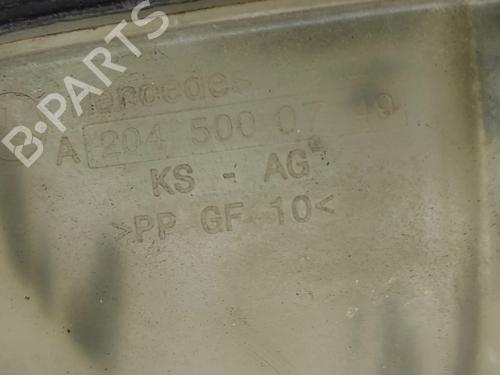 B-PARTS
Mercedes
A 204 500 07 49
KS - AG
>PP GF 10<